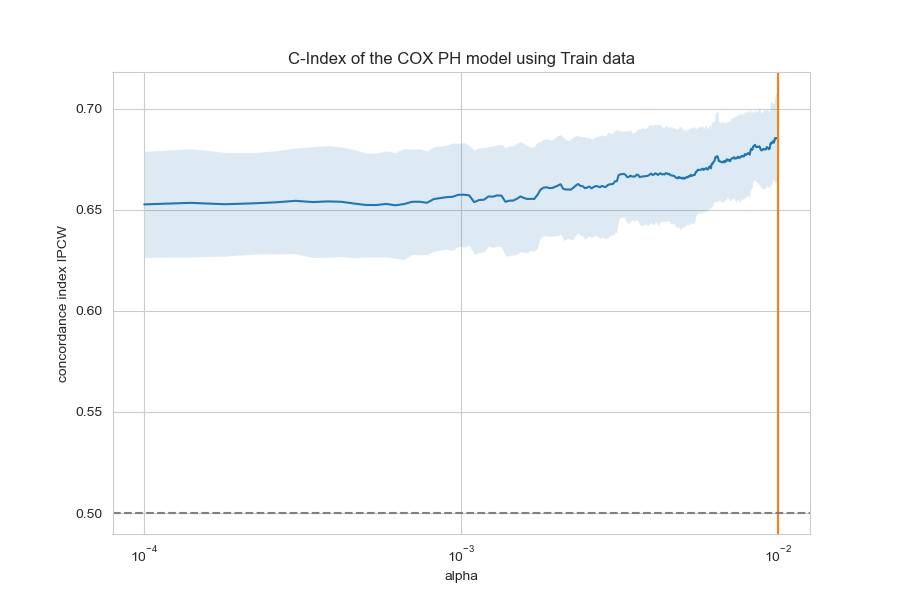 C-Index of the COX PH model using Train data
concordance index IPCW
0.70
0.65
0.60
0.55
0.50
10⁻⁴
10⁻³
10⁻²
alpha